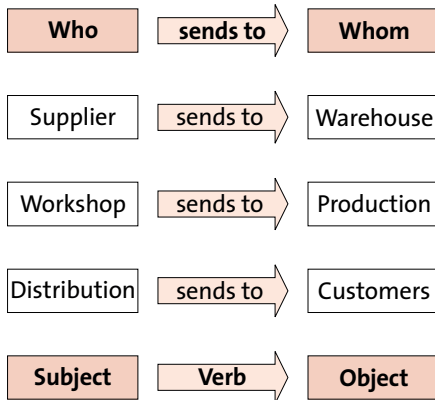 Who sends to Whom
Supplier sends to Warehouse
Workshop sends to Production
Distribution sends to Customers
Subject Verb Object